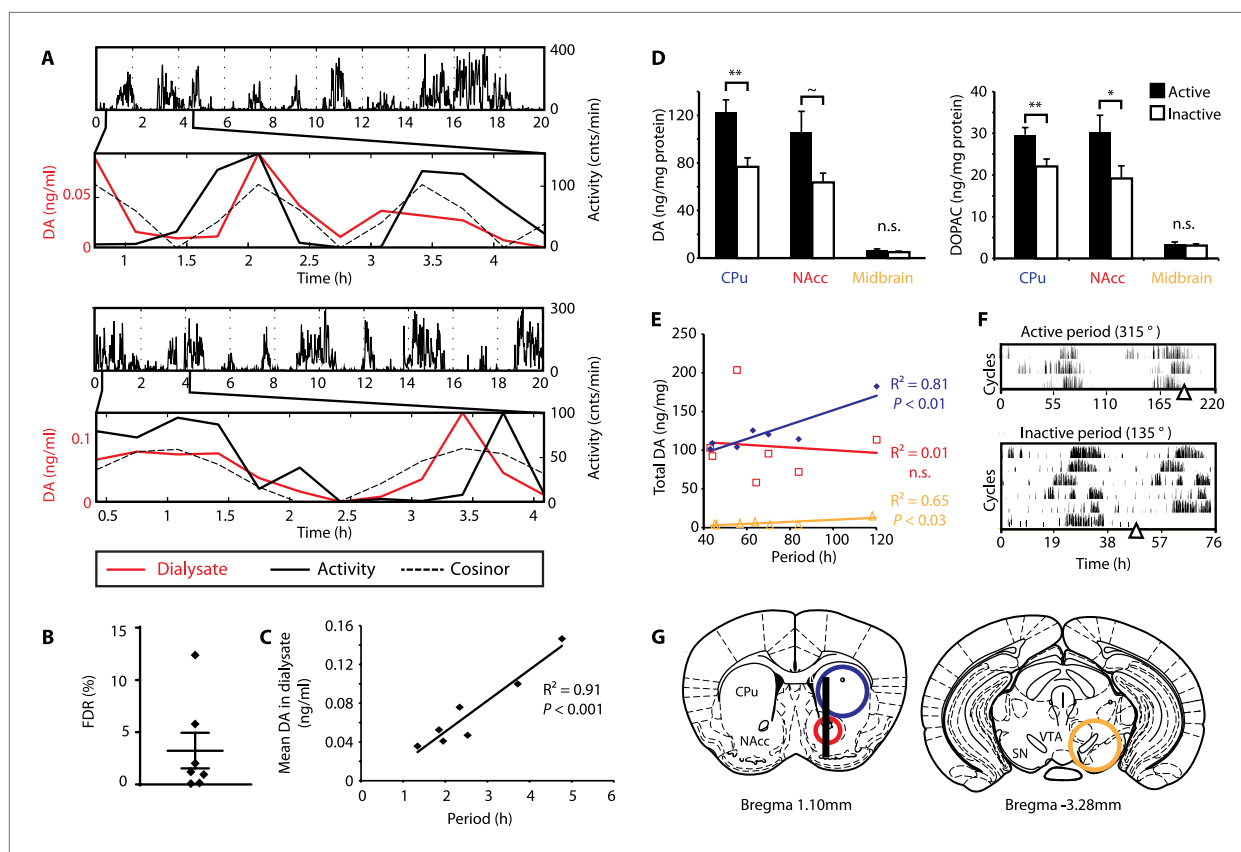 A
400
0
0 2 4 6 8 10 12 14 16 18 20
Activity (cnts/min)
DA (ng/ml)
0.05
0
100
0
1 1.5 2 2.5 3 3.5 4
Time (h)
300
0
0 2 4 6 8 10 12 14 16 18 20
Activity (cnts/min)
DA (ng/ml)
0.1
0
100
50
0
0.5 1 1.5 2 2.5 3 3.5 4
Time (h)
Dialysate Activity Cosinor
B
FDR (%)
15
10
5
0
C
Mean DA in dialysate
(ng/ml)
0.16
0.12
0.08
0.04
0.00
0 1 2 3 4 5 6
Period (h)
R² = 0.91
P < 0.001
D
DA (ng/mg protein)
120
80
40
0
** ~ n.s.
CPu NAcc Midbrain
DOPAC (ng/mg protein)
40
30
20
10
0
** * n.s.
CPu NAcc Midbrain
Active
Inactive
E
Total DA (ng/mg)
250
200
150
100
50
0
40 60 80 100 120
Period (h)
R² = 0.81
P < 0.01
R² = 0.01
n.s.
R² = 0.65
P < 0.03
F
Active period (315 °)
Cycles
0 55 110 165 220
Inactive period (135 °)
Cycles
0 19 38 57 76
Time (h)
G
CPu
NAcc
Bregma 1.10mm
VTA
SN
Bregma -3.28mm